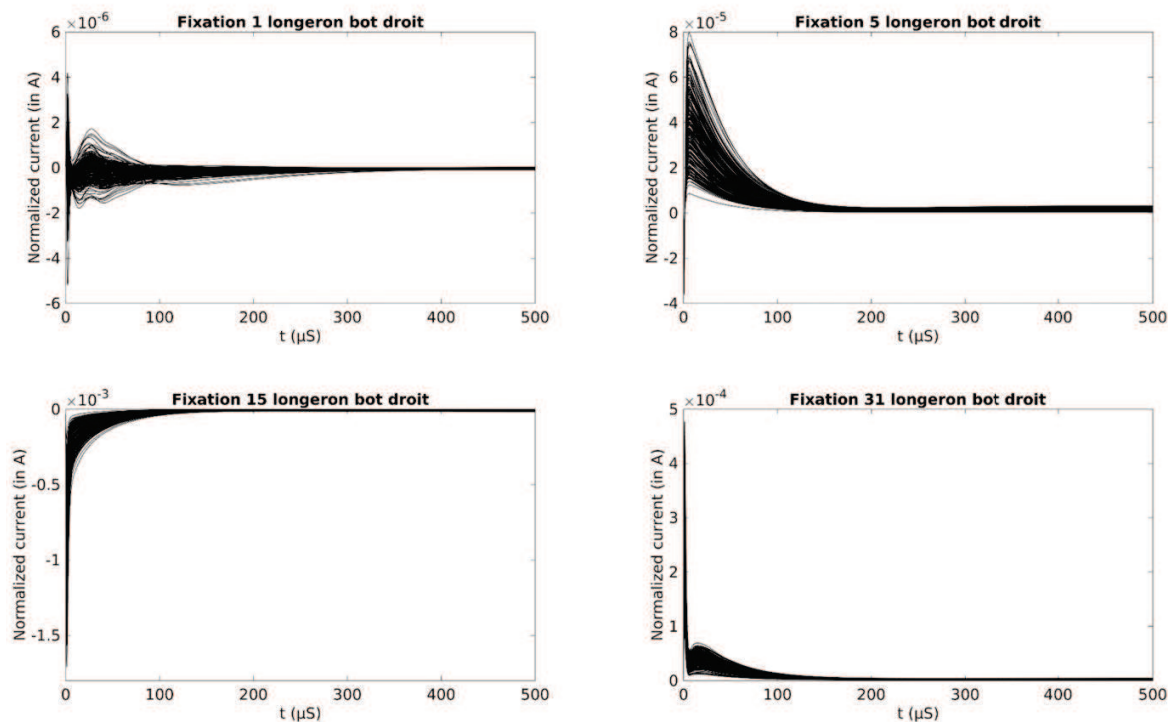 Fixation 1 longeron bot droit
×10⁻⁶
6
4
2
0
-2
-4
-6
Normalized current (in A)
0 100 200 300 400 500
t (µS)
Fixation 5 longeron bot droit
×10⁻⁵
8
6
4
2
0
-2
-4
Normalized current (in A)
0 100 200 300 400 500
t (µS)
Fixation 15 longeron bot droit
×10⁻³
0
-0.5
-1
-1.5
Normalized current (in A)
0 100 200 300 400 500
t (µS)
Fixation 31 longeron bot droit
×10⁻⁴
5
4
3
2
1
0
Normalized current (in A)
0 100 200 300 400 500
t (µS)